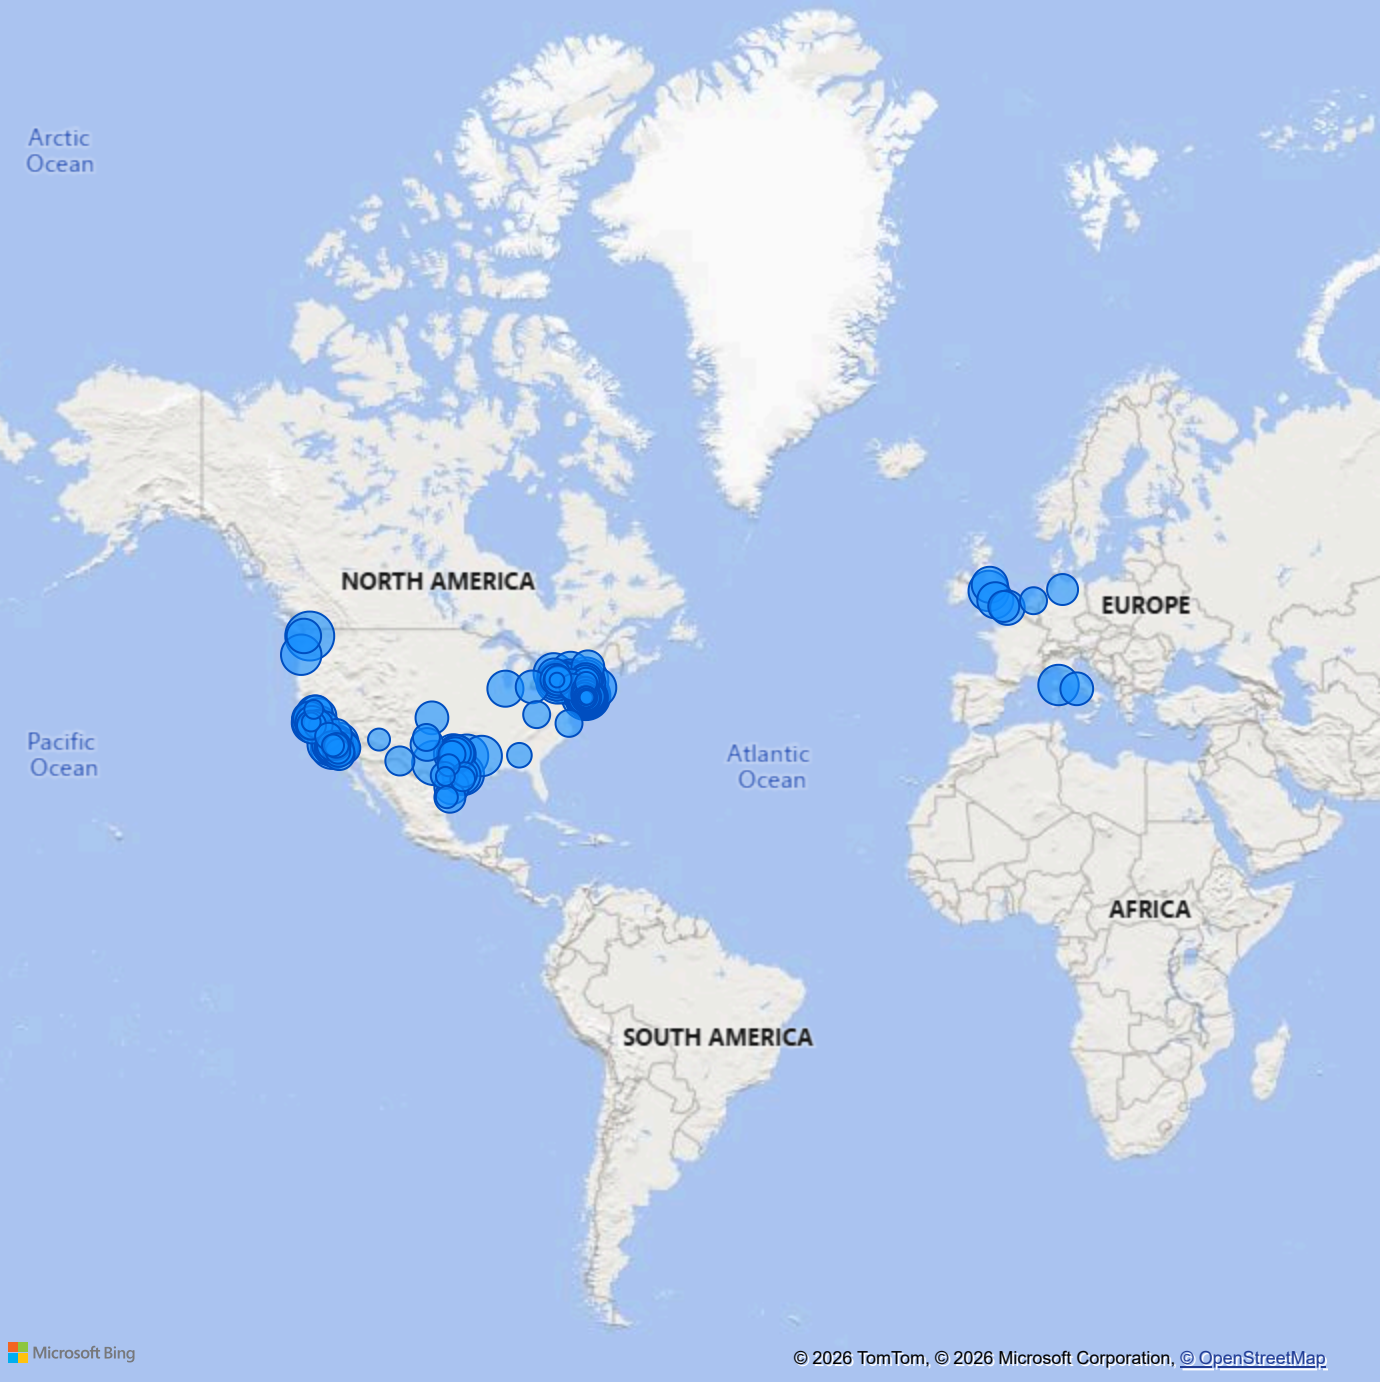 Arctic
Ocean
NORTH AMERICA
EUROPE
Pacific
Ocean
Atlantic
Ocean
AFRICA
SOUTH AMERICA
Microsoft Bing
© 2026 TomTom, © 2026 Microsoft Corporation, © OpenStreetMap